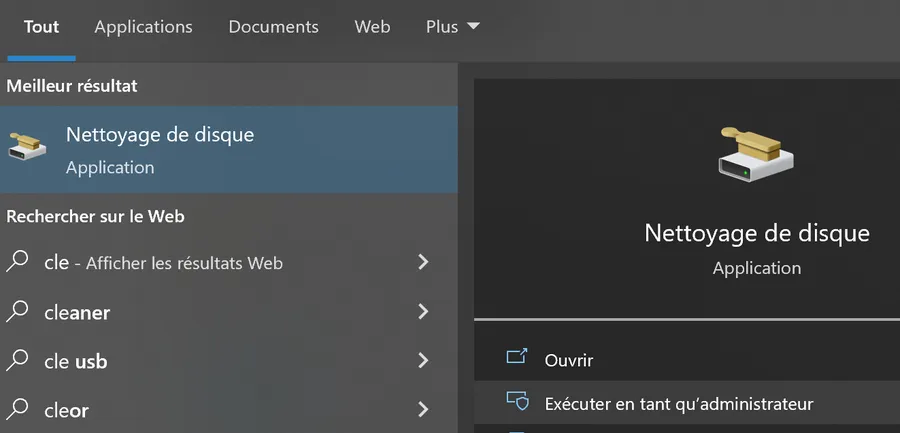 Tout Applications Documents Web Plus
Meilleur résultat
Nettoyage de disque
Application
Rechercher sur le Web
cle - Afficher les résultats Web
cleaner
cle usb
cleor
Nettoyage de disque
Application
Ouvrir
Exécuter en tant qu’administrateur